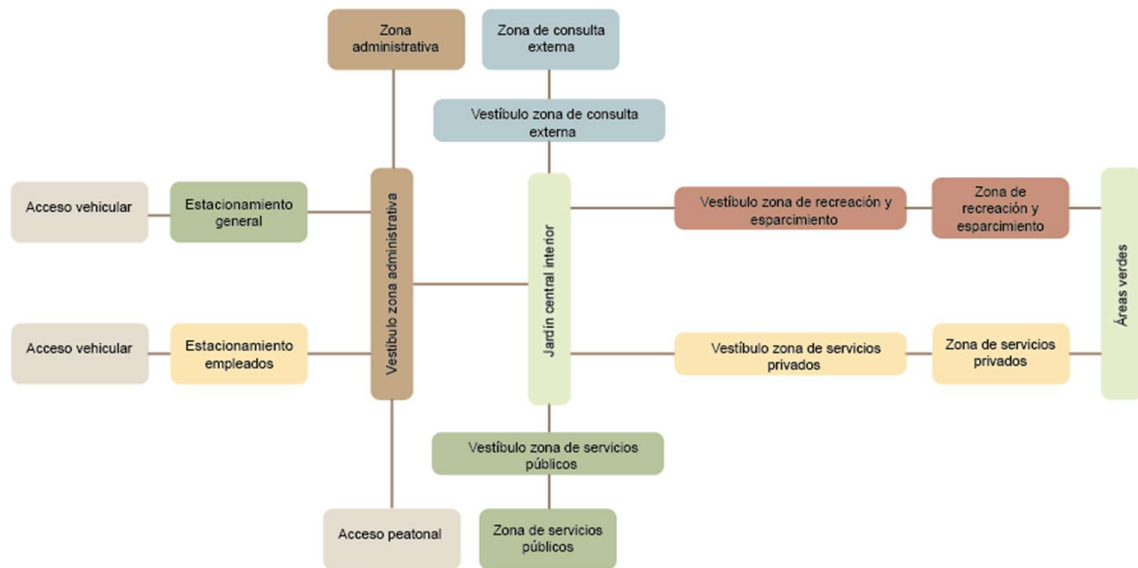 Zona
administrativa
Zona de consulta
externa
Vestíbulo zona de consulta
externa
Acceso vehicular
Estacionamiento
general
Vestíbulo zona administrativa
Jardín central interior
Vestíbulo zona de recreación y
esparcimiento
Zona de
recreación y
esparcimiento
Áreas verdes
Acceso vehicular
Estacionamiento
empleados
Vestíbulo zona de servicios
privados
Zona de servicios
privados
Vestíbulo zona de servicios
públicos
Acceso peatonal
Zona de servicios
públicos